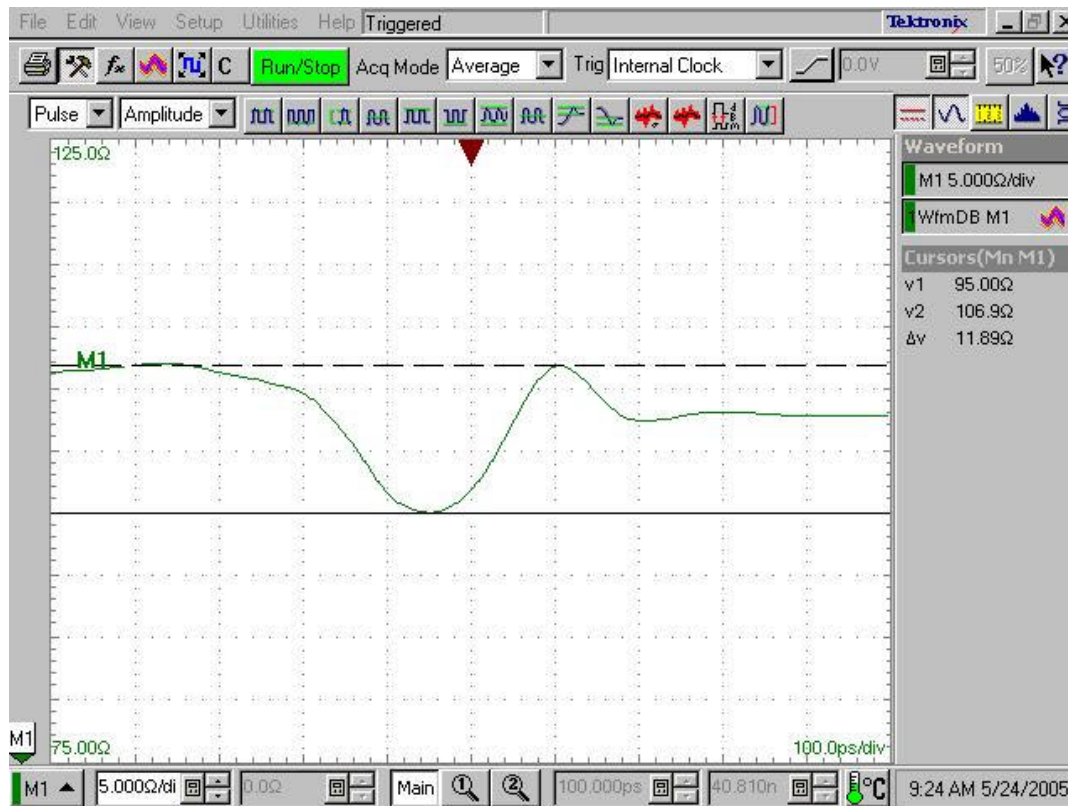 File Edit View Setup Utilities Help Triggered Tektronix
C Run/Stop Acq Mode Average Trig Internal Clock 0.0V 50%
Pulse Amplitude
125.0Ω
Waveform
M1 5.000Ω/div
1 WfmDB M1
Cursors(Mn M1)
v1 95.00Ω
v2 106.9Ω
Δv 11.89Ω
M1
M1
75.00Ω 100.0ps/div
M1 5.000Ω/di 0.0Ω Main 1 2 100.000ps 40.810n °C 9:24 AM 5/24/2005